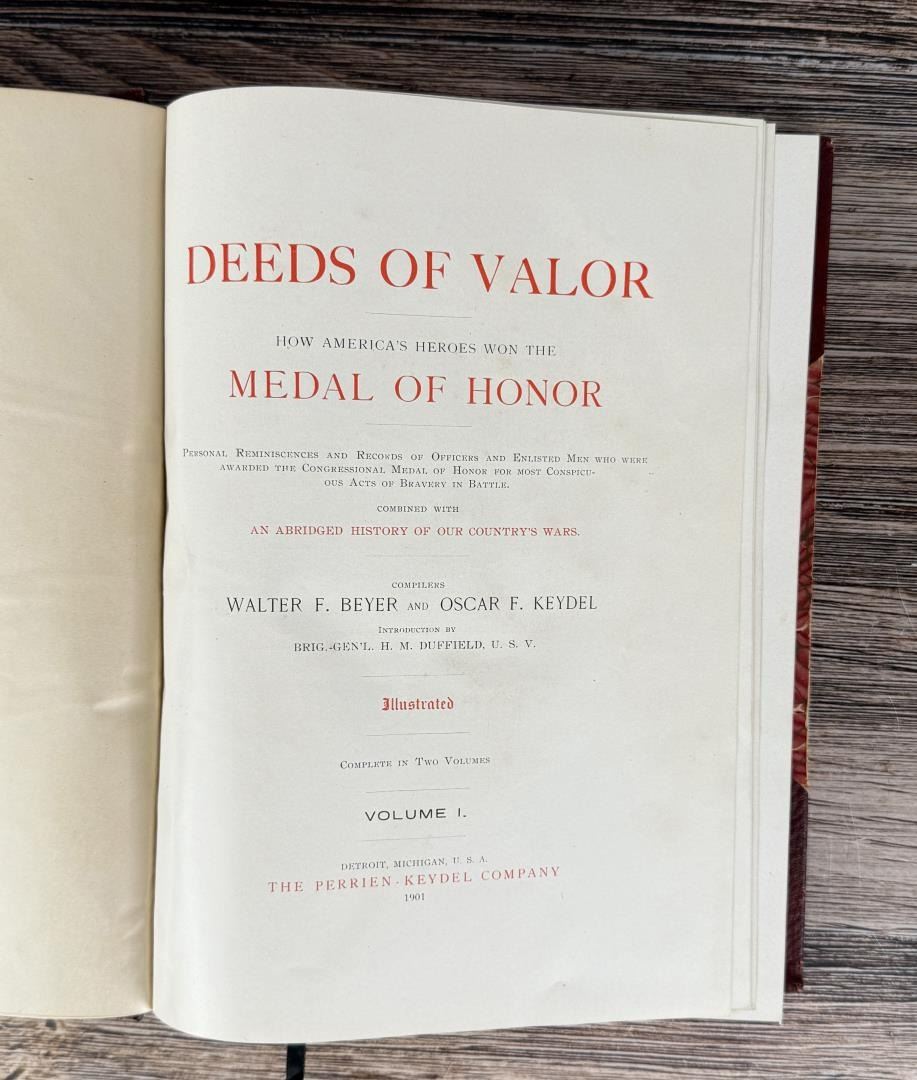 DEEDS OF VALOR
HOW AMERICA'S HEROES WON THE
MEDAL OF HONOR
PERSONAL REMINISCENCES AND RECORDS OF OFFICERS AND ENLISTED MEN WHO WERE
AWARDED THE CONGRESSIONAL MEDAL OF HONOR FOR MOST CONSPICU-
OUS ACTS OF BRAVERY IN BATTLE.
COMBINED WITH
AN ABRIDGED HISTORY OF OUR COUNTRY'S WARS.
COMPILERS
WALTER F. BEYER AND OSCAR F. KEYDEL
INTRODUCTION BY
BRIG.-GEN'L. H. M. DUFFIELD, U. S. V.
Illustrated
COMPLETE IN TWO VOLUMES
VOLUME I.
DETROIT, MICHIGAN, U. S. A.
THE PERRIEN-KEYDEL COMPANY
1901